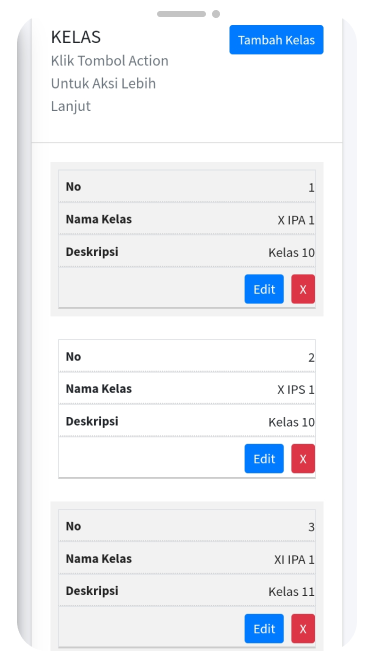 KELAS
Tambah Kelas
Klik Tombol Action
Untuk Aksi Lebih
Lanjut
No 1
Nama Kelas X IPA 1
Deskripsi Kelas 10
Edit X
No 2
Nama Kelas X IPS 1
Deskripsi Kelas 10
Edit X
No 3
Nama Kelas XI IPA 1
Deskripsi Kelas 11
Edit X